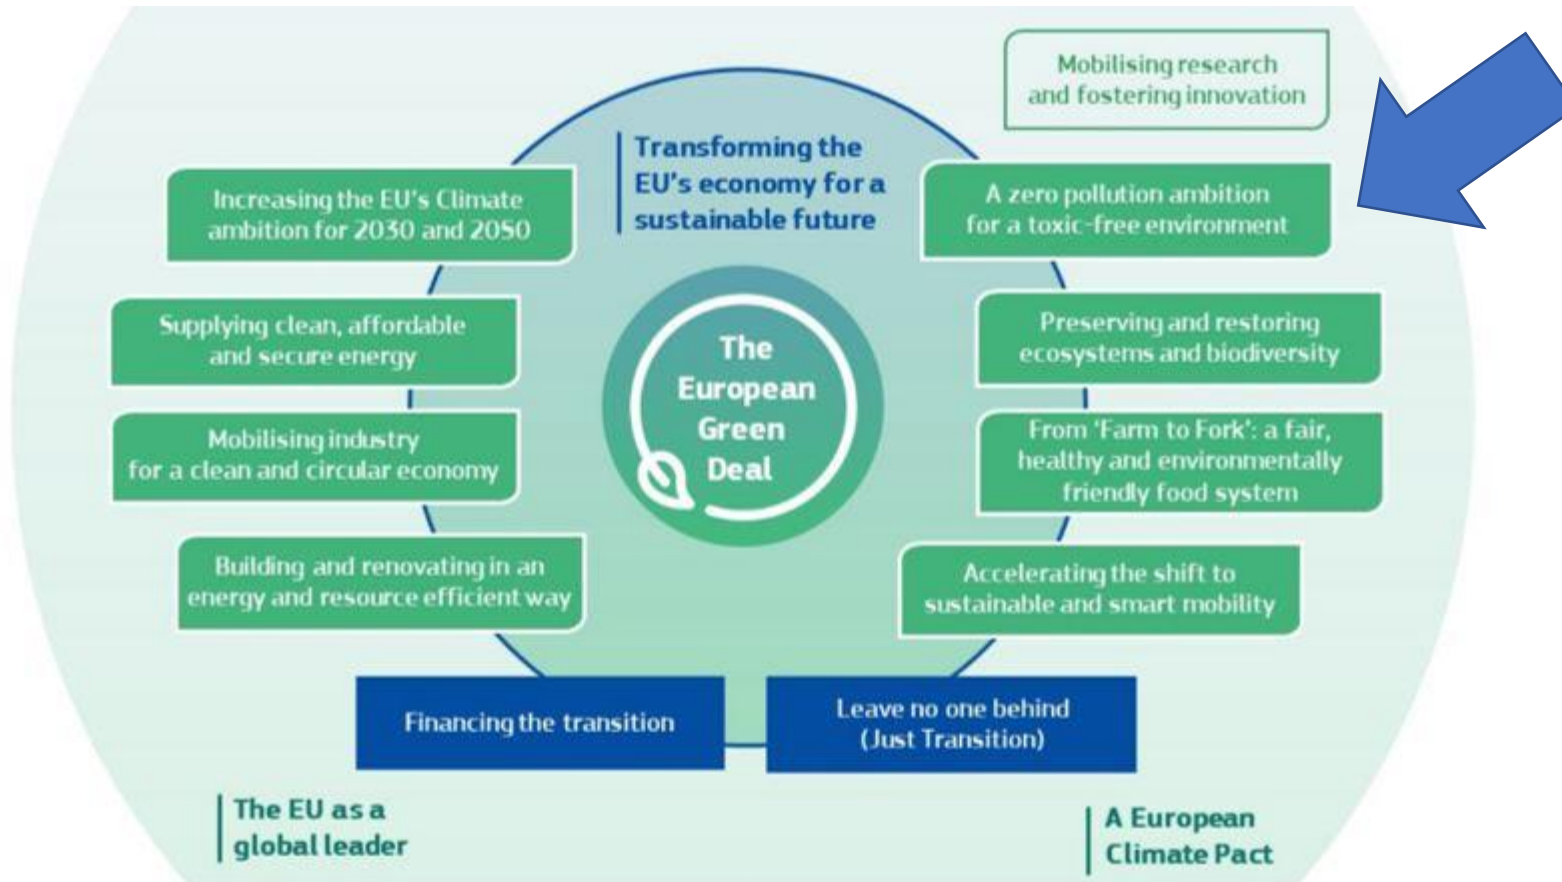 Mobilising research
and fostering innovation
Transforming the
EU's economy for a
sustainable future
Increasing the EU's Climate
ambition for 2030 and 2050
A zero pollution ambition
for a toxic-free environment
Supplying clean, affordable
and secure energy
Preserving and restoring
ecosystems and biodiversity
The
European
Green
Deal
Mobilising industry
for a clean and circular economy
From ‘Farm to Fork’: a fair,
healthy and environmentally
friendly food system
Building and renovating in an
energy and resource efficient way
Accelerating the shift to
sustainable and smart mobility
Financing the transition
Leave no one behind
(Just Transition)
The EU as a
global leader
A European
Climate Pact